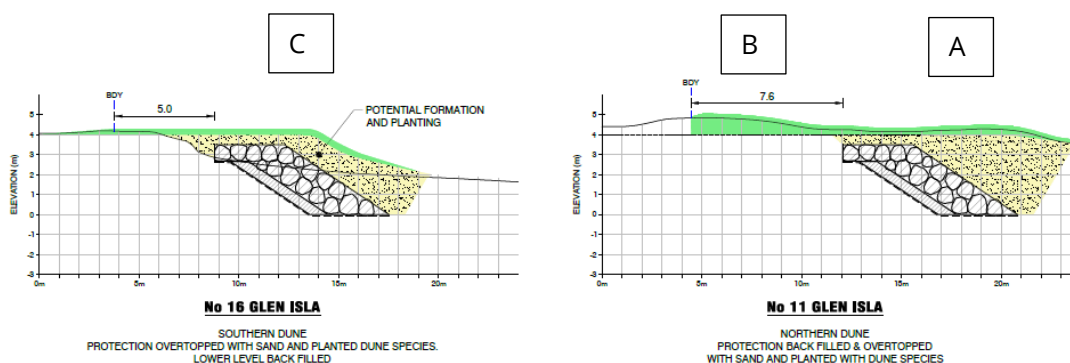 C
BDY
5.0
POTENTIAL FORMATION
AND PLANTING
ELEVATION (m)
5
4
3
2
1
0
-1
-2
-3
0m
5m
10m
15m
20m
No 16 GLEN ISLA
SOUTHERN DUNE
PROTECTION OVERTOPPED WITH SAND AND PLANTED DUNE SPECIES.
LOWER LEVEL BACK FILLED
B
A
BDY
7.6
ELEVATION (m)
5
4
3
2
1
0
-1
-2
-3
0m
5m
10m
15m
20m
No 11 GLEN ISLA
NORTHERN DUNE
PROTECTION BACK FILLED & OVERTOPPED
WITH SAND AND PLANTED WITH DUNE SPECIES